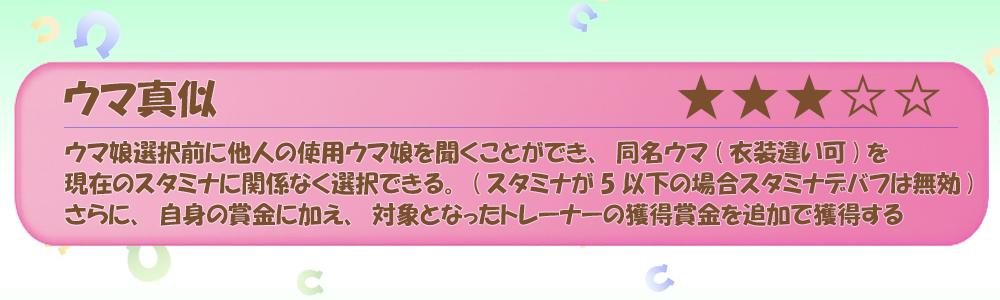 ウマ真似 ★★★☆☆
ウマ娘選択前に他人の使用ウマ娘を聞くことができ、同名ウマ(衣装違い可)を
現在のスタミナに関係なく選択できる。(スタミナが5以下の場合スタミナデバフは無効)
さらに、自身の賞金に加え、対象となったトレーナーの獲得賞金を追加で獲得する